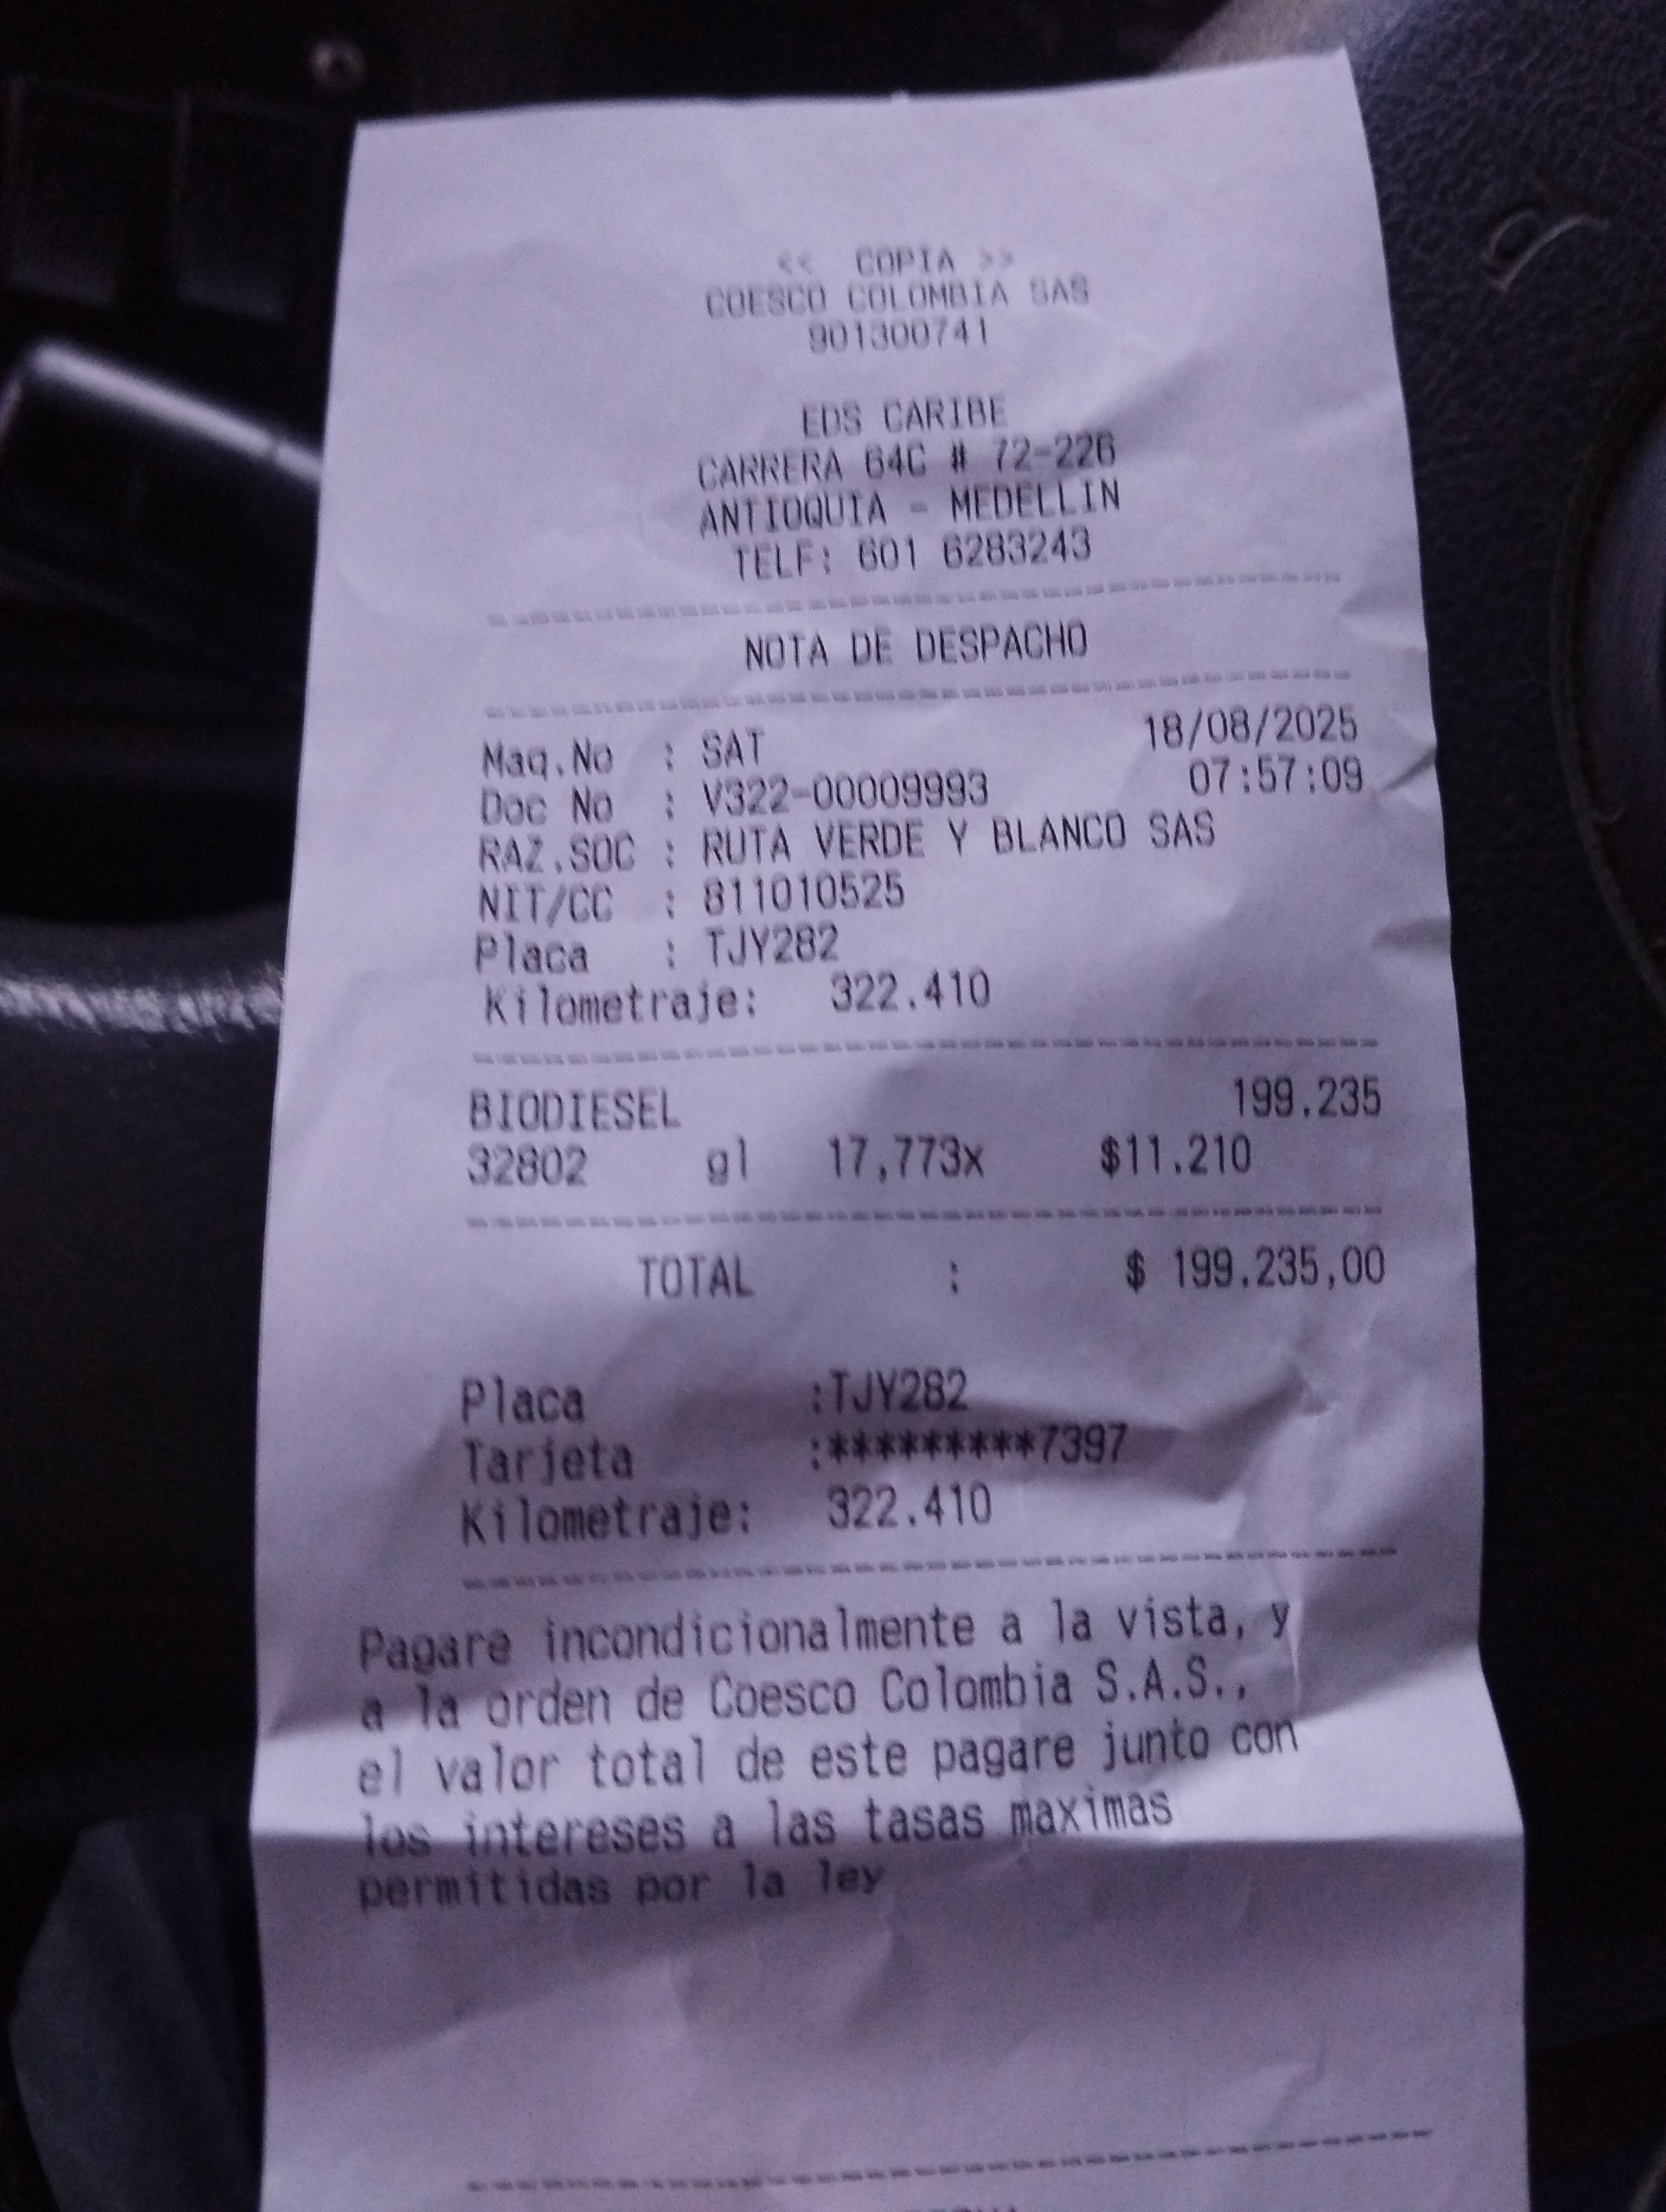 << COPIA >>
COESCO COLOMBIA SAS
901300741
EDS CARIBE
CARRERA 64C # 72-226
ANTIOQUIA - MEDELLIN
TELF: 601 6283243
NOTA DE DESPACHO
Maq.No : SAT 18/08/2025
Doc No : V322-00009993 07:57:09
RAZ.SOC : RUTA VERDE Y BLANCO SAS
NIT/CC : 811010525
Placa : TJY282
Kilometraje: 322.410
BIODIESEL 199.235
32802 gl 17,773x $11.210
TOTAL : $ 199.235,00
Placa :TJY282
Tarjeta :*********7397
Kilometraje: 322.410
Pagare incondicionalmente a la vista, y
a la orden de Coesco Colombia S.A.S.,
el valor total de este pagare junto con
los intereses a las tasas maximas
permitidas por la ley